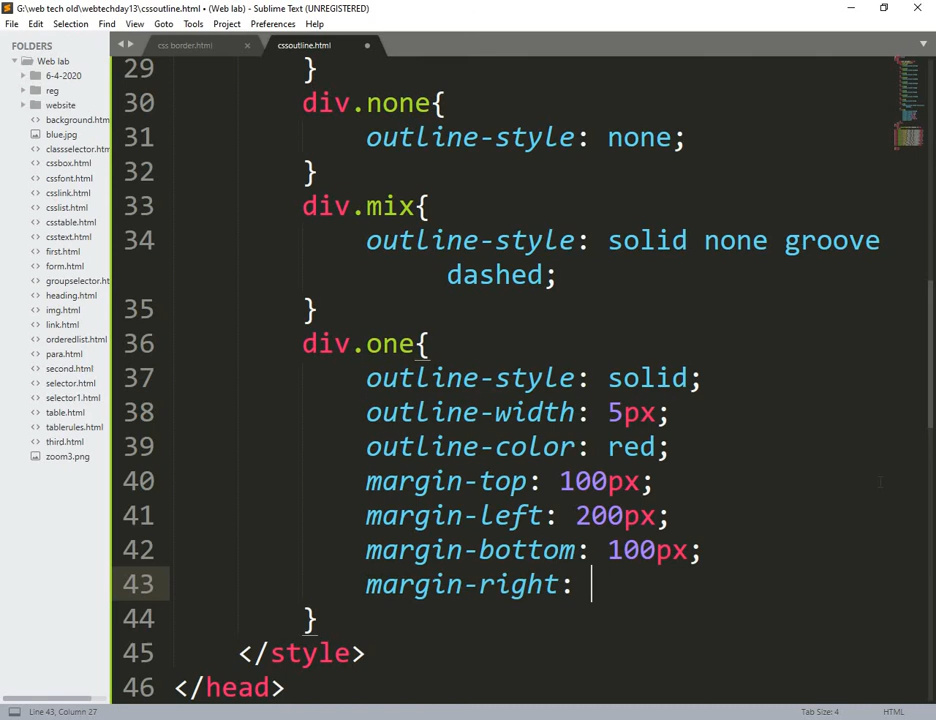 G:\web tech old\webtechday13\cssoutline.html • (Web lab) - Sublime Text (UNREGISTERED)
File Edit Selection Find View Goto Tools Project Preferences Help
FOLDERS
Web lab
6-4-2020
reg
website
background.htm
blue.jpg
classselector.htm
cssbox.html
cssfont.html
csslink.html
csslist.html
csstable.html
csstext.html
first.html
form.html
groupselector.htm
heading.html
img.html
link.html
orderedlist.html
para.html
second.html
selector.html
selector1.html
table.html
tablerules.html
third.html
zoom3.png
css border.html
cssoutline.html
29 }
30 div.none{
31 outline-style: none;
32 }
33 div.mix{
34 outline-style: solid none groove
dashed;
35 }
36 div.one{
37 outline-style: solid;
38 outline-width: 5px;
39 outline-color: red;
40 margin-top: 100px;
41 margin-left: 200px;
42 margin-bottom: 100px;
43 margin-right:
44 }
45 </style>
46 </head>
Line 43, Column 27
Tab Size: 4
HTML